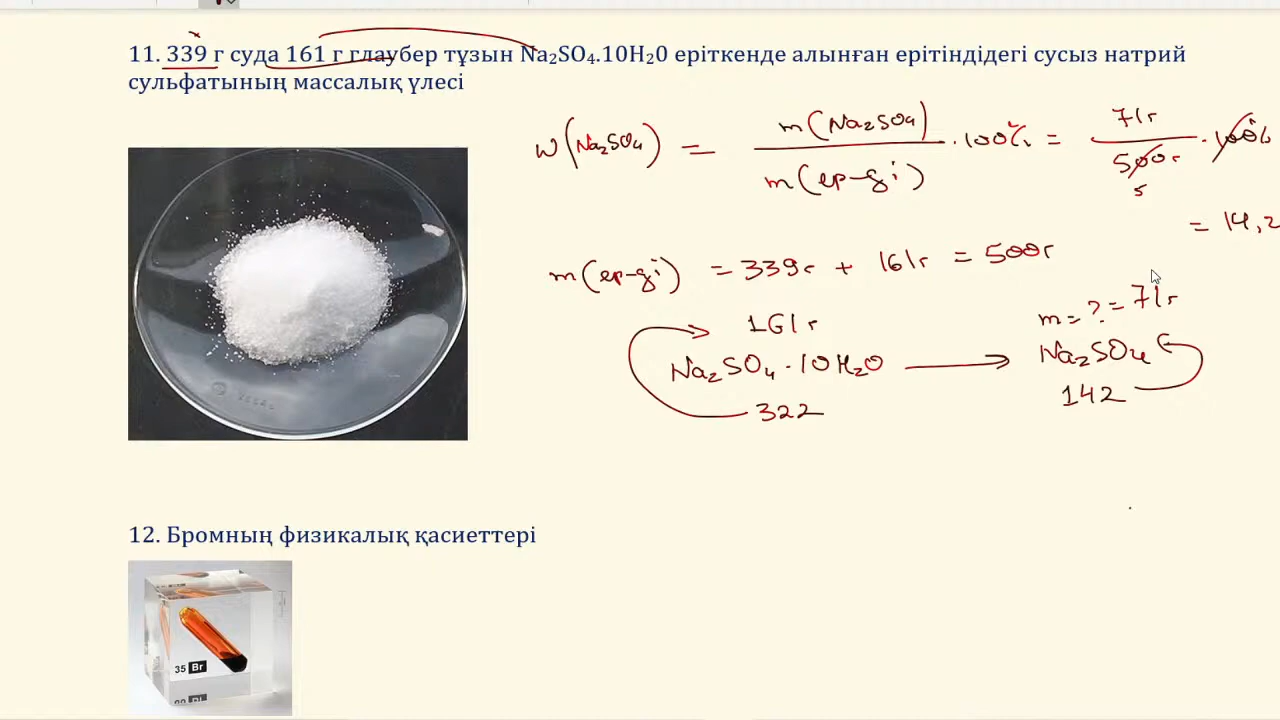 11. 339 г суда 161 г глаубер тұзын Na₂SO₄.10H₂0 еріткенде алынған ерітіндідегі сусыз натрий
сульфатының массалық үлесі
W(Na₂SO₄) = m(Na₂SO₄) / m(ер-ді) · 100% = 71г / 500г · 100%
5
= 14,2
m(ер-ді) = 339г + 161г = 500г
161г
m = ? = 71г
Na₂SO₄ · 10H₂O → Na₂SO₄
322
142
12. Бромның физикалық қасиеттері
35 Br